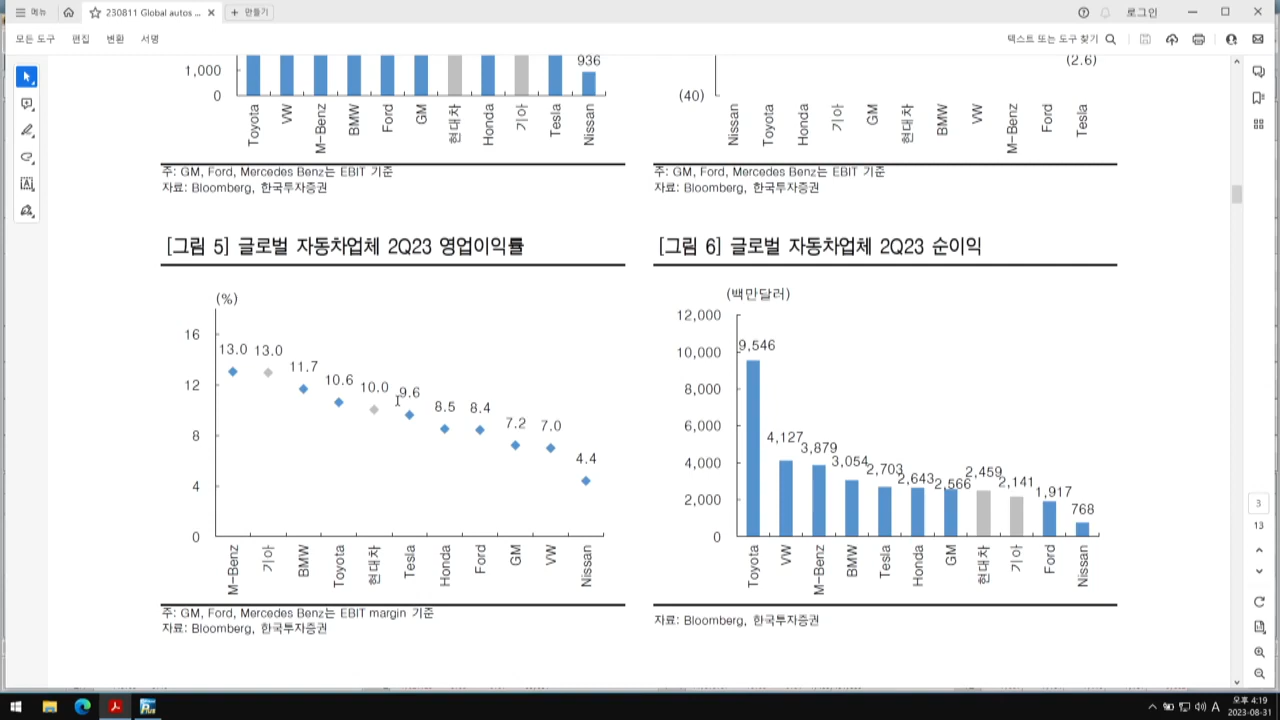 메뉴
230811 Global autos ...
만들기
로그인
모든 도구 편집 변환 서명
텍스트 또는 도구 찾기
1,000
0
936
Toyota VW M-Benz BMW Ford GM 현대차 Honda 기아 Tesla Nissan
(2.6)
(40)
Nissan Toyota Honda 기아 GM 현대차 BMW VW M-Benz Ford Tesla
주: GM, Ford, Mercedes Benz는 EBIT 기준
자료: Bloomberg, 한국투자증권
주: GM, Ford, Mercedes Benz는 EBIT 기준
자료: Bloomberg, 한국투자증권
[그림 5] 글로벌 자동차업체 2Q23 영업이익률
(%)
16
12
8
4
0
13.0 13.0 11.7 10.6 10.0 9.6 8.5 8.4 7.2 7.0 4.4
M-Benz 기아 BMW Toyota 현대차 Tesla Honda Ford GM VW Nissan
주: GM, Ford, Mercedes Benz는 EBIT margin 기준
자료: Bloomberg, 한국투자증권
[그림 6] 글로벌 자동차업체 2Q23 순이익
(백만달러)
12,000
10,000
8,000
6,000
4,000
2,000
0
9,546 4,127 3,879 3,054 2,703 2,643 2,566 2,459 2,141 1,917 768
Toyota VW M-Benz BMW Tesla Honda GM 현대차 기아 Ford Nissan
자료: Bloomberg, 한국투자증권
3
13
A
오후 4:19
2023-08-31